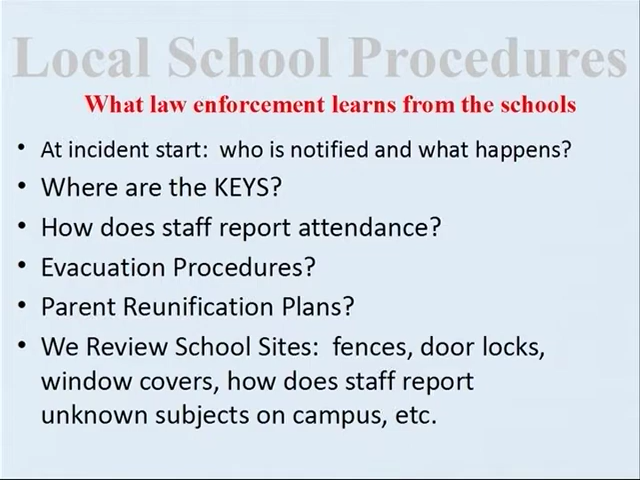 Local School Procedures
What law enforcement learns from the schools
• At incident start:  who is notified and what happens?
• Where are the KEYS?
• How does staff report attendance?
• Evacuation Procedures?
• Parent Reunification Plans?
• We Review School Sites:  fences, door locks,
window covers, how does staff report
unknown subjects on campus, etc.